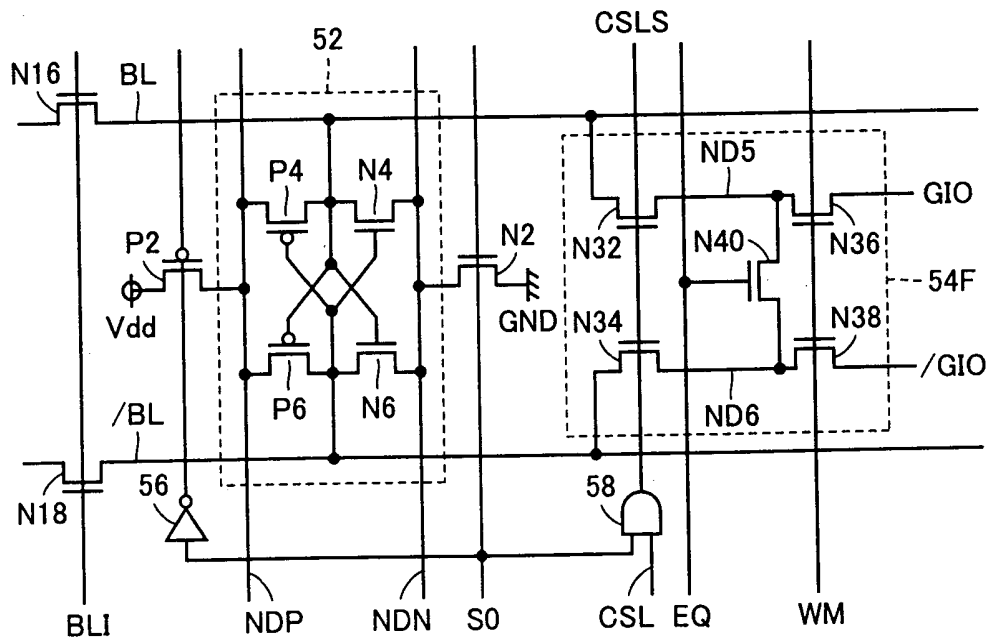 CSLS
52
N16
BL
ND5
P4
N4
GIO
N32
N40
N36
P2
N2
54F
Vdd
GND
N34
N38
P6
N6
/GIO
ND6
/BL
N18
56
58
BLI
NDP
NDN
S0
CSL
EQ
WM